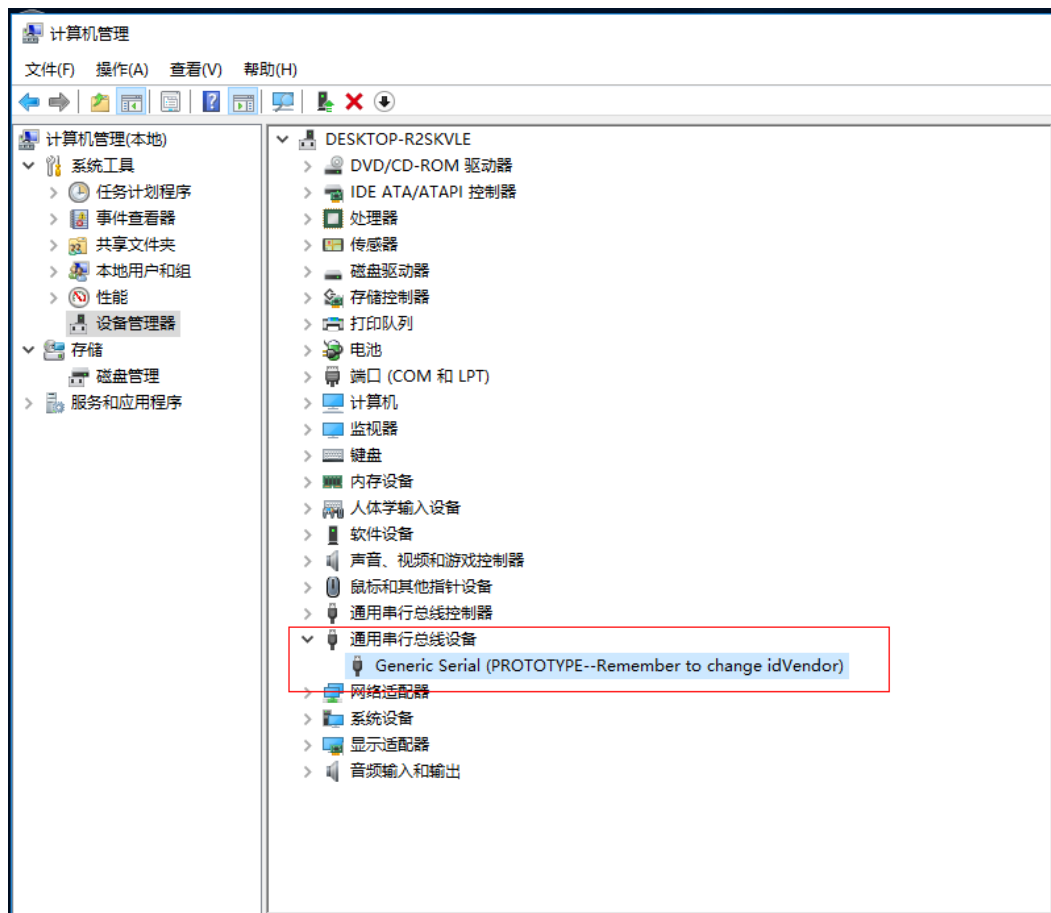 计算机管理
文件(F) 操作(A) 查看(V) 帮助(H)
计算机管理(本地)
系统工具
任务计划程序
事件查看器
共享文件夹
本地用户和组
性能
设备管理器
存储
磁盘管理
服务和应用程序
DESKTOP-R2SKVLE
DVD/CD-ROM 驱动器
IDE ATA/ATAPI 控制器
处理器
传感器
磁盘驱动器
存储控制器
打印队列
电池
端口 (COM 和 LPT)
计算机
监视器
键盘
内存设备
人体学输入设备
软件设备
声音、视频和游戏控制器
鼠标和其他指针设备
通用串行总线控制器
通用串行总线设备
Generic Serial (PROTOTYPE--Remember to change idVendor)
网络适配器
系统设备
显示适配器
音频输入和输出